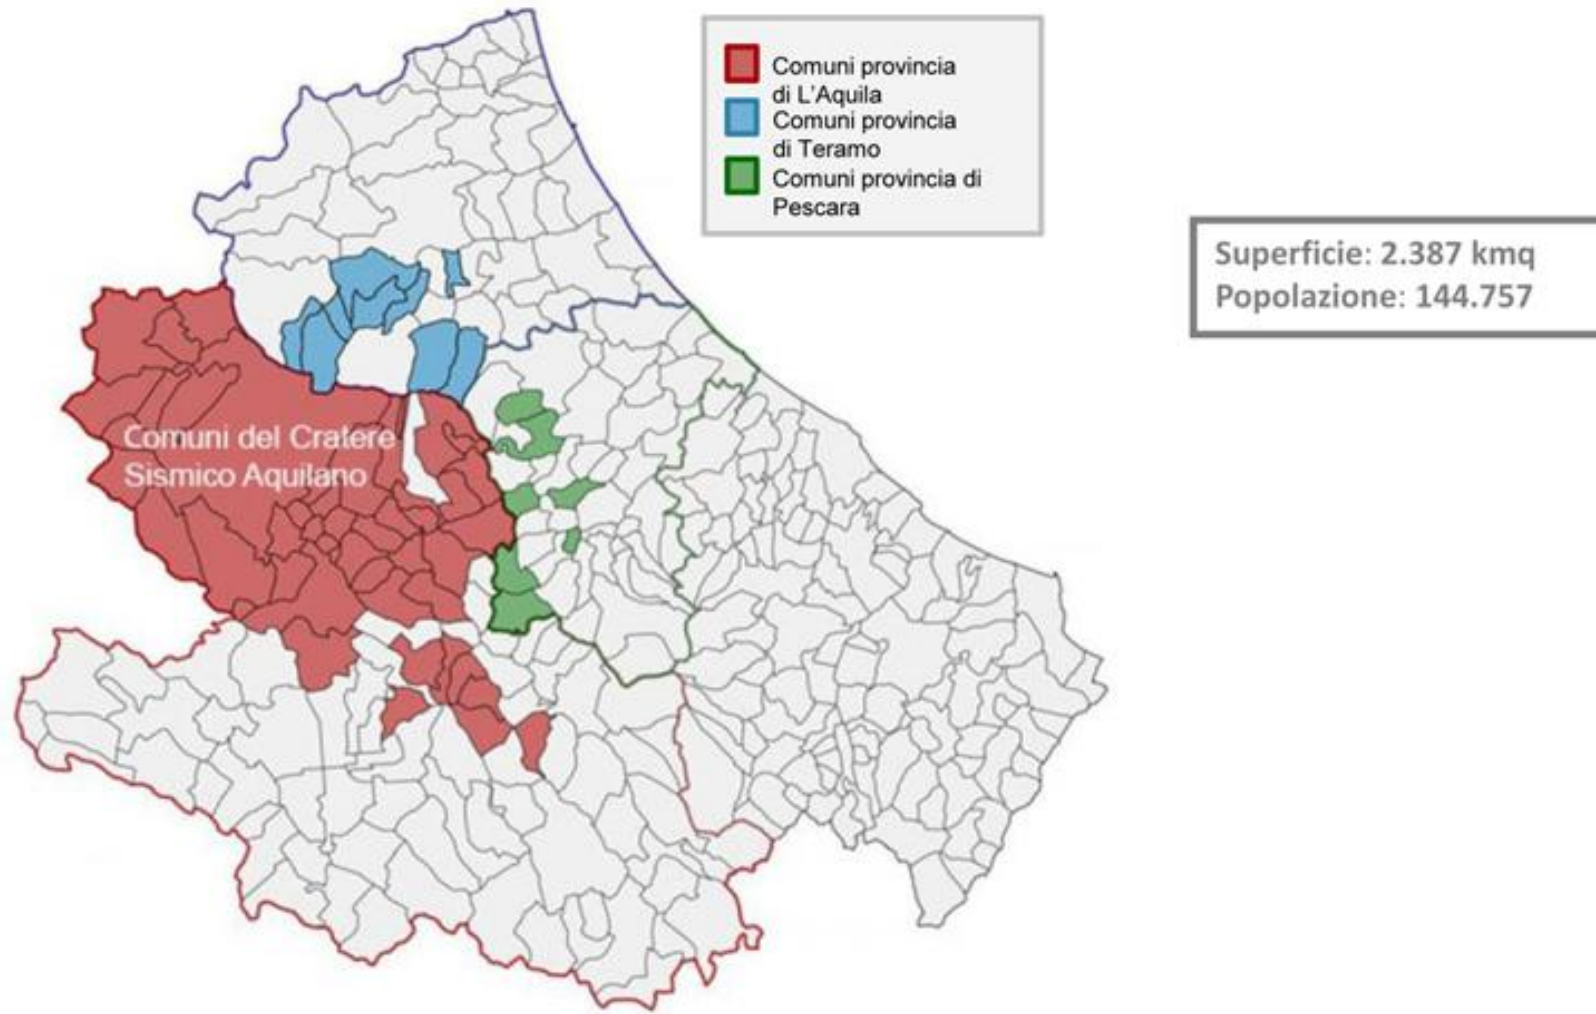 Comuni provincia
di L'Aquila
Comuni provincia
di Teramo
Comuni provincia di
Pescara
Superficie: 2.387 kmq
Popolazione: 144.757
Comuni del Cratere
Sismico Aquilano